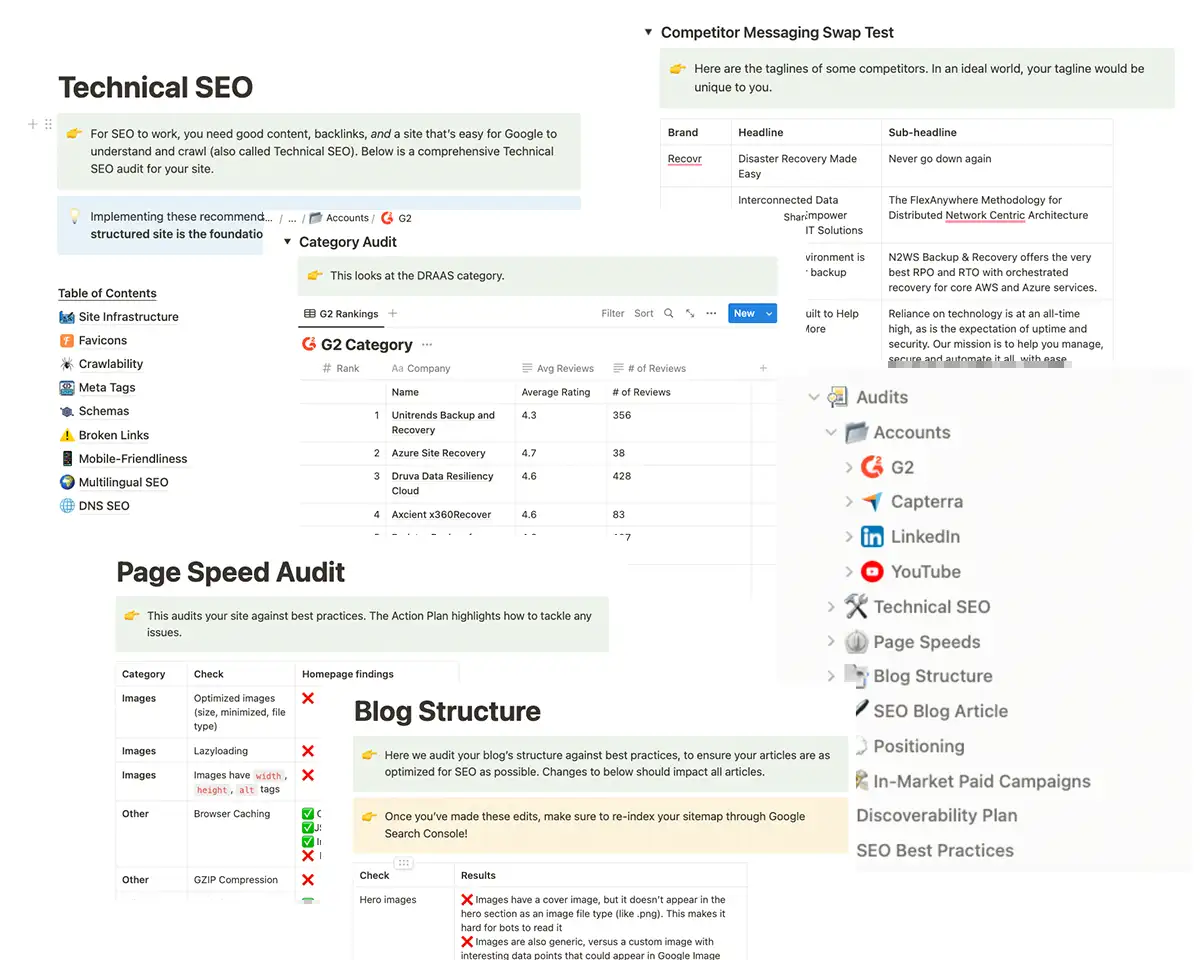 Technical SEO
For SEO to work, you need good content, backlinks, and a site that's easy for Google to
understand and crawl (also called Technical SEO). Below is a comprehensive Technical
SEO audit for your site.
Implementing these recommend
structured site is the foundatio
Table of Contents
Site Infrastructure
Favicons
Crawlability
Meta Tags
Schemas
Broken Links
Mobile-Friendliness
Multilingual SEO
DNS SEO
Competitor Messaging Swap Test
Here are the taglines of some competitors. In an ideal world, your tagline would be
unique to you.
Brand Headline Sub-headline
Recovr Disaster Recovery Made Never go down again
Easy
Interconnected Data The FlexAnywhere Methodology for
mpower Distributed Network Centric Architecture
IT Solutions
vironment is N2WS Backup & Recovery offers the very
backup best RPO and RTO with orchestrated
recovery for core AWS and Azure services.
uilt to Help Reliance on technology is at an all-time
More high, as is the expectation of uptime and
security. Our mission is to help you manage,
secure and automate it all, with ease
... / ... / Accounts / G2
Shar
Category Audit
This looks at the DRAAS category.
G2 Rankings
Filter Sort New
G2 Category ...
# Rank Aa Company Avg Reviews # of Reviews
Name Average Rating # of Reviews
1 Unitrends Backup and 4.3 356
Recovery
2 Azure Site Recovery 4.7 38
3 Druva Data Resiliency 4.6 428
Cloud
4 Axcient x360Recover 4.6 83
Audits
Accounts
G2
Capterra
LinkedIn
YouTube
Technical SEO
Page Speeds
Blog Structure
SEO Blog Article
Positioning
In-Market Paid Campaigns
Discoverability Plan
SEO Best Practices
Page Speed Audit
This audits your site against best practices. The Action Plan highlights how to tackle any
issues.
Category Check Homepage findings
Images Optimized images ❌
(size, minimized, file
type)
Images Lazyloading ❌
Images Images have width, ❌
height, alt tags
Other Browser Caching ✅
✅
✅
❌
Other GZIP Compression ❌
Blog Structure
Here we audit your blog's structure against best practices, to ensure your articles are as
optimized for SEO as possible. Changes to below should impact all articles.
Once you've made these edits, make sure to re-index your sitemap through Google
Search Console!
Check Results
Hero images ❌ Images have a cover image, but it doesn't appear in the
hero section as an image file type (like .png). This makes it
hard for bots to read it
❌ Images are also generic, versus a custom image with
interesting data points that could appear in Google Image